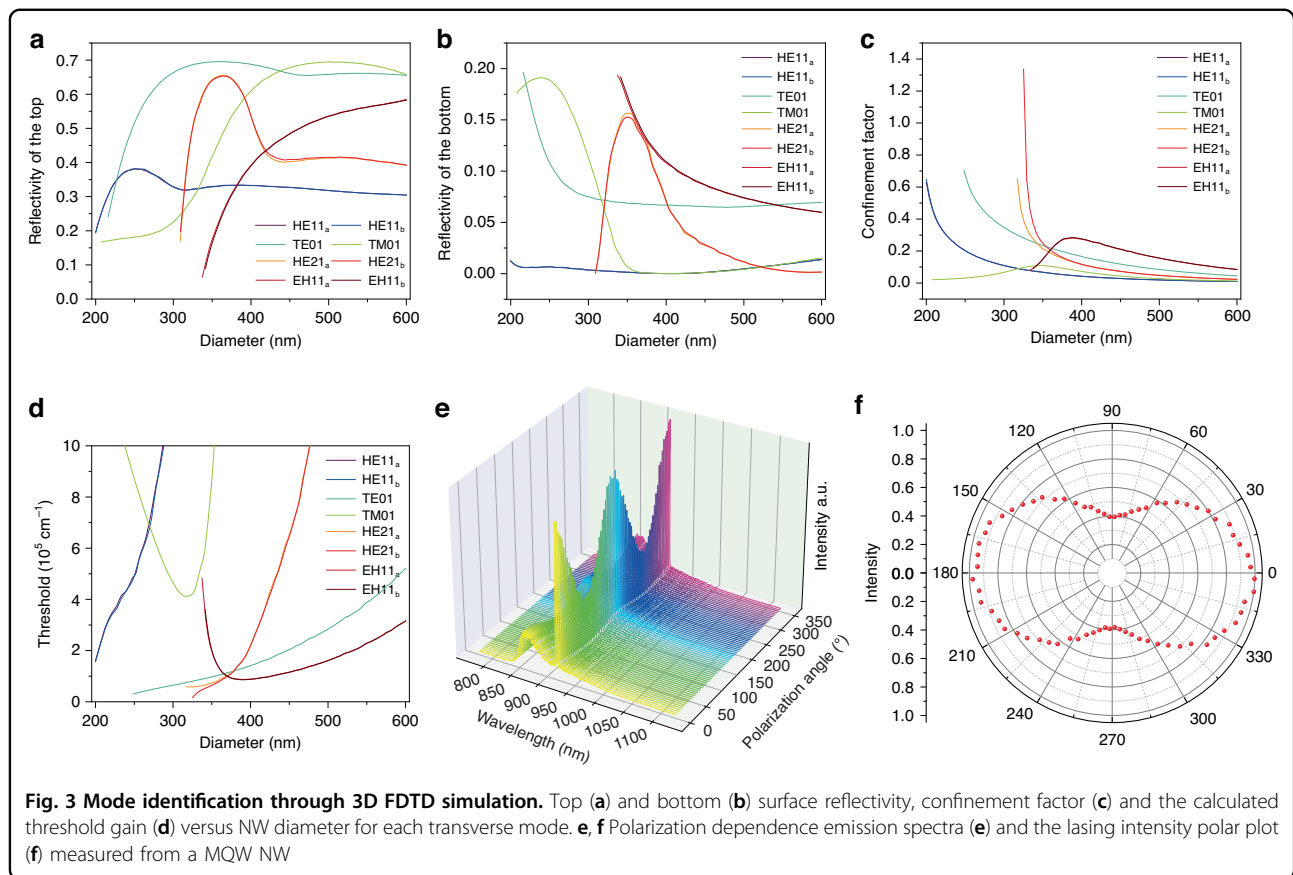 a
Reflectivity of the top
0.7
0.6
0.5
0.4
0.3
0.2
0.1
0.0
200 300 400 500 600
Diameter (nm)
HE11a HE11b
TE01 TM01
HE21a HE21b
EH11a EH11b
b
Reflectivity of the bottom
0.20
0.15
0.10
0.05
0.00
200 300 400 500 600
Diameter (nm)
HE11a
HE11b
TE01
TM01
HE21a
HE21b
EH11a
EH11b
c
Confinement factor
1.4
1.2
1.0
0.8
0.6
0.4
0.2
0.0
200 300 400 500 600
Diameter (nm)
HE11a
HE11b
TE01
TM01
HE21a
HE21b
EH11a
EH11b
d
Threshold (10⁵ cm⁻¹)
10
8
6
4
2
0
200 300 400 500 600
Diameter (nm)
HE11a
HE11b
TE01
TM01
HE21a
HE21b
EH11a
EH11b
e
Intensity a.u.
800 850 900 950 1000 1050 1100
Wavelength (nm)
0 50 100 150 200 250 300 350
Polarization angle (°)
f
Intensity
1.0
0.8
0.6
0.4
0.2
0.0
0.2
0.4
0.6
0.8
1.0
90
120 60
150 30
180 0
210 330
240 300
270
Fig. 3 Mode identification through 3D FDTD simulation. Top (a) and bottom (b) surface reflectivity, confinement factor (c) and the calculated
threshold gain (d) versus NW diameter for each transverse mode. e, f Polarization dependence emission spectra (e) and the lasing intensity polar plot
(f) measured from a MQW NW